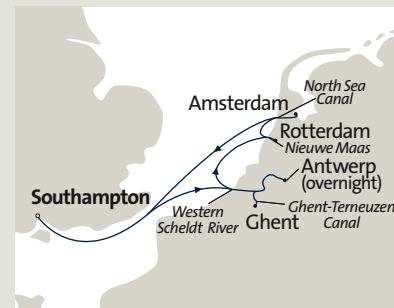 North Sea
Canal
Amsterdam
Rotterdam
Nieuwe Maas
Antwerp
(overnight)
Southampton
Western
Scheldt River
Ghent
Ghent-Terneuzen
Canal